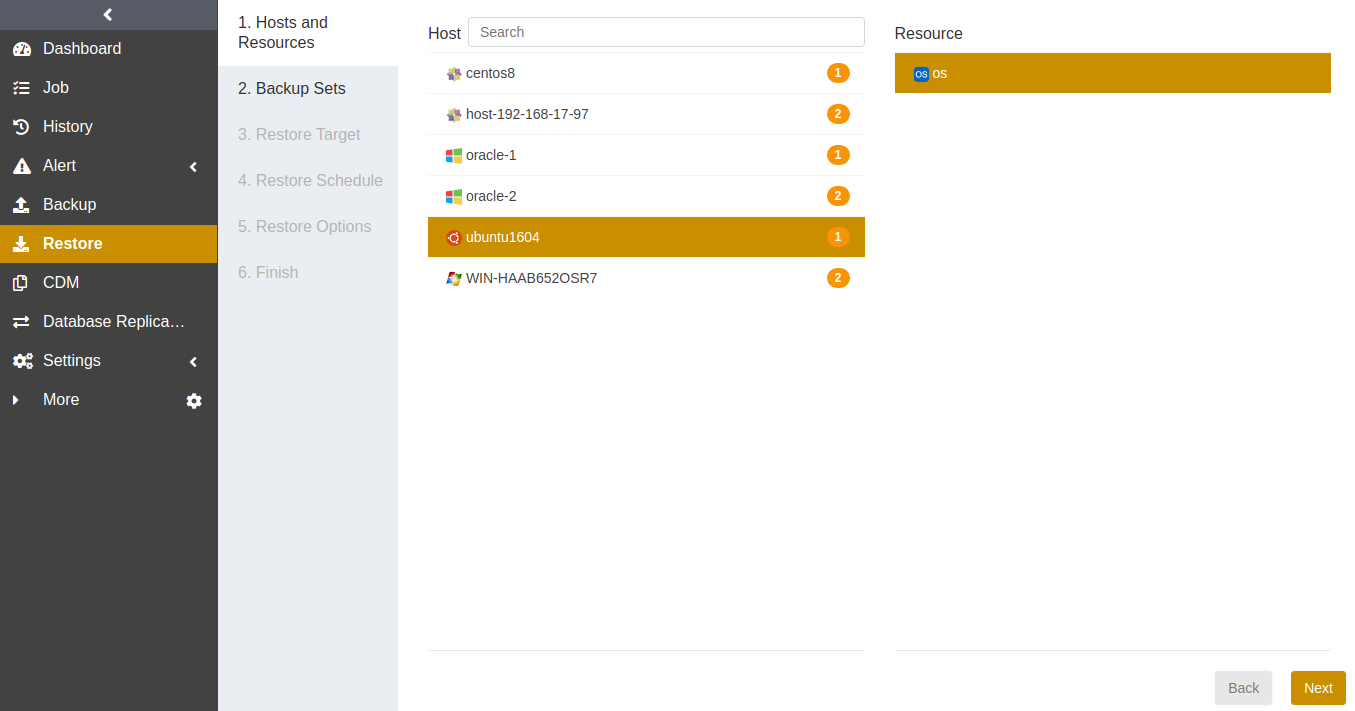 Dashboard
Job
History
Alert
Backup
Restore
CDM
Database Replica…
Settings
More
1. Hosts and
Resources
2. Backup Sets
3. Restore Target
4. Restore Schedule
5. Restore Options
6. Finish
Host Search
centos8 1
host-192-168-17-97 2
oracle-1 1
oracle-2 2
ubuntu1604 1
WIN-HAAB652OSR7 2
Resource
OS os
Back Next